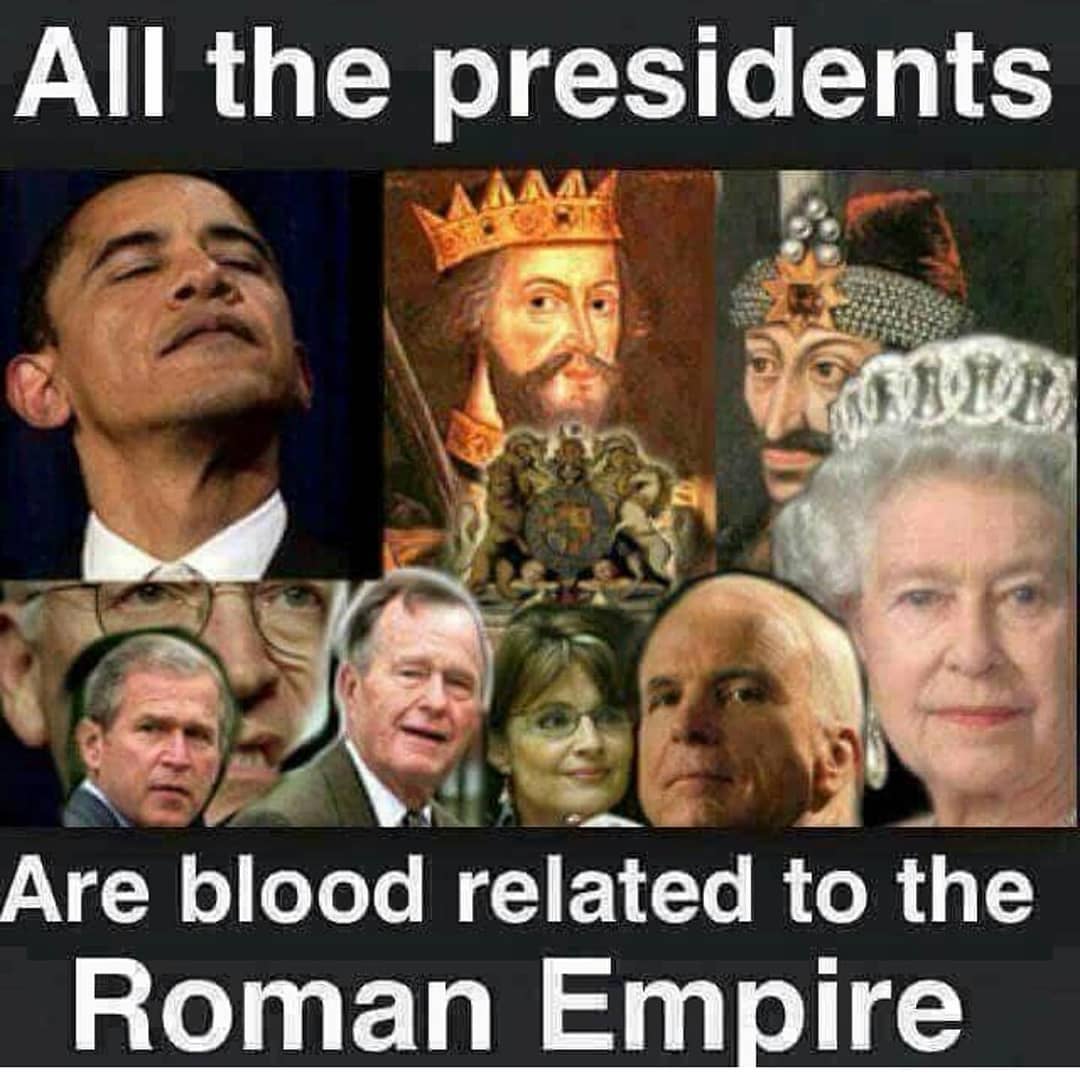 All the presidents
Are blood related to the
Roman Empire